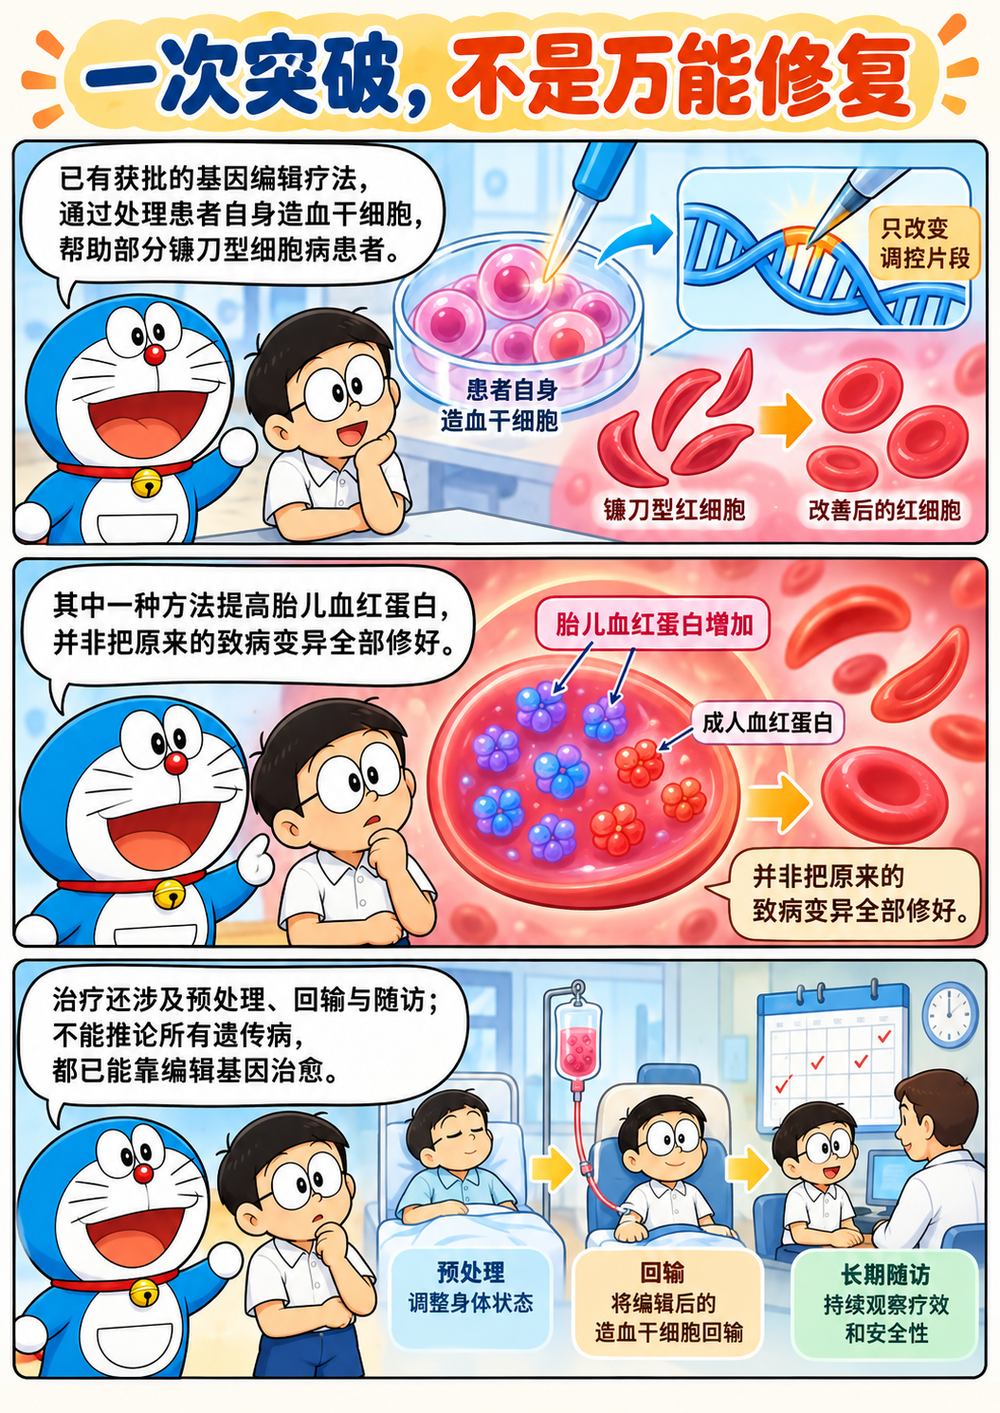 一次突破，不是万能修复
已有获批的基因编辑疗法，
通过处理患者自身造血干细胞，
帮助部分镰刀型细胞病患者。
只改变
调控片段
患者自身
造血干细胞
镰刀型红细胞
改善后的红细胞
其中一种方法提高胎儿血红蛋白，
并非把原来的致病变异全部修好。
胎儿血红蛋白增加
成人血红蛋白
并非把原来的
致病变异全部修好。
治疗还涉及预处理、回输与随访；
不能推论所有遗传病，
都已能靠编辑基因治愈。
预处理
调整身体状态
回输
将编辑后的
造血干细胞回输
长期随访
持续观察疗效
和安全性